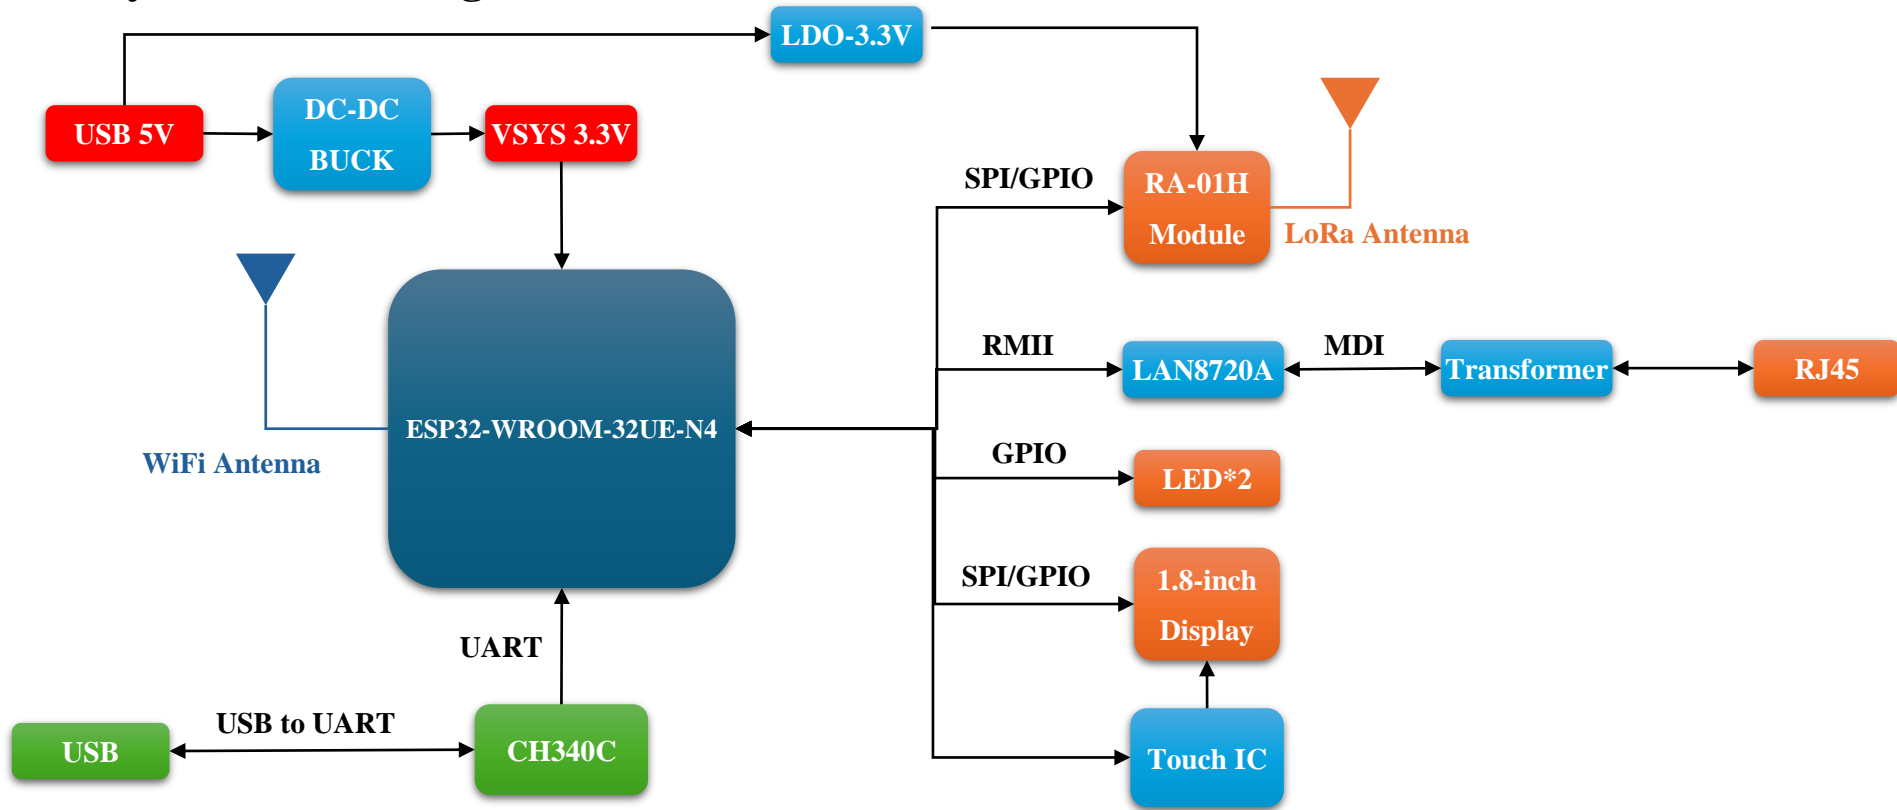 LDO-3.3V
DC-DC
BUCK
USB 5V
VSYS 3.3V
SPI/GPIO
RA-01H
Module
LoRa Antenna
RMII
LAN8720A
MDI
Transformer
RJ45
ESP32-WROOM-32UE-N4
WiFi Antenna
GPIO
LED*2
SPI/GPIO
1.8-inch
Display
UART
USB to UART
USB
CH340C
Touch IC